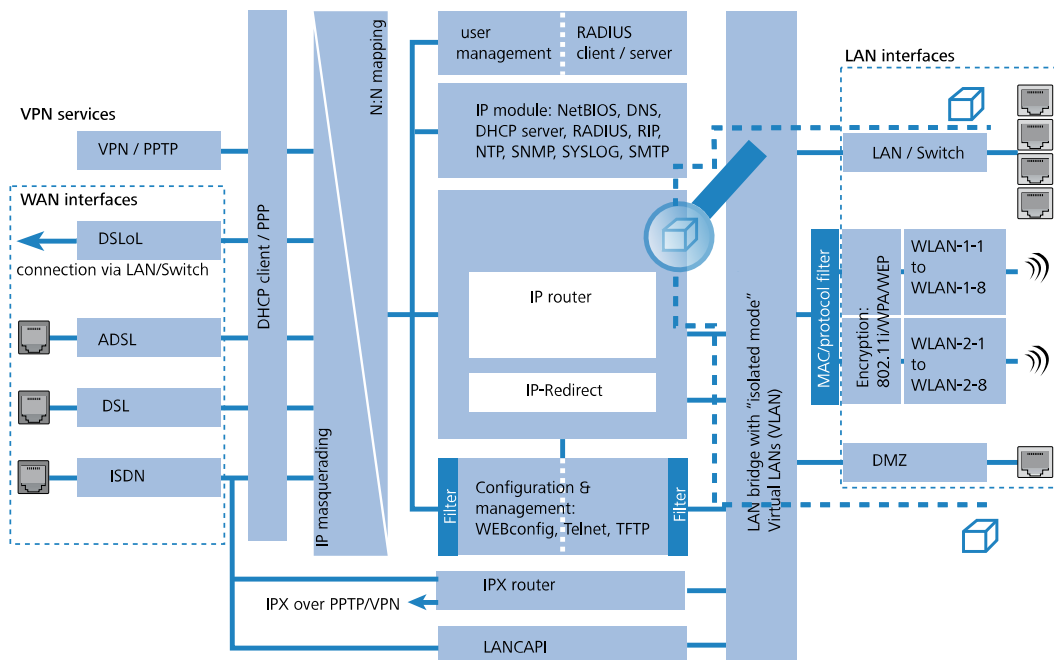 VPN services
VPN / PPTP
WAN interfaces
DSLoL
connection via LAN/Switch
ADSL
DSL
ISDN
DHCP client / PPP
N:N mapping
IP masquerading
user
management
RADIUS
client / server
IP module: NetBIOS, DNS,
DHCP server, RADIUS, RIP,
NTP, SNMP, SYSLOG, SMTP
IP router
IP-Redirect
Filter
Configuration &
management:
WEBconfig, Telnet, TFTP
Filter
IPX router
IPX over PPTP/VPN
LANCAPI
LAN bridge with "isolated mode"
Virtual LANs (VLAN)
LAN interfaces
LAN / Switch
MAC/protocol filter
Encryption:
802.11i/WPA/WEP
WLAN-1-1
to
WLAN-1-8
WLAN-2-1
to
WLAN-2-8
DMZ